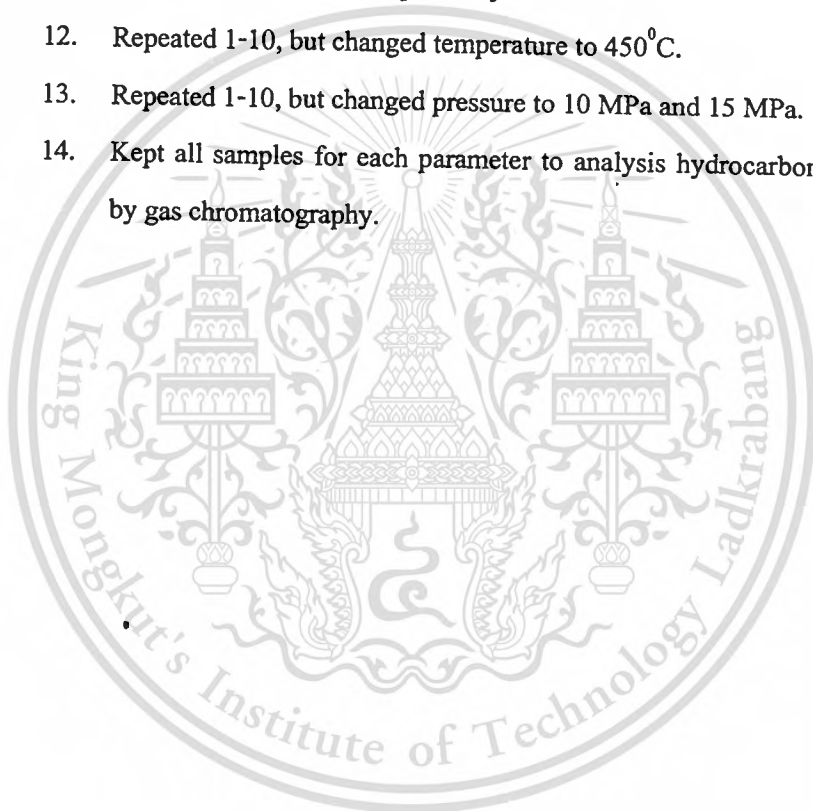 12. Repeated 1-10, but changed temperature to 450⁰C.
13. Repeated 1-10, but changed pressure to 10 MPa and 15 MPa.
14. Kept all samples for each parameter to analysis hydrocarbon
by gas chromatography.
King Mongkut's Institute of Technology Ladkrabang